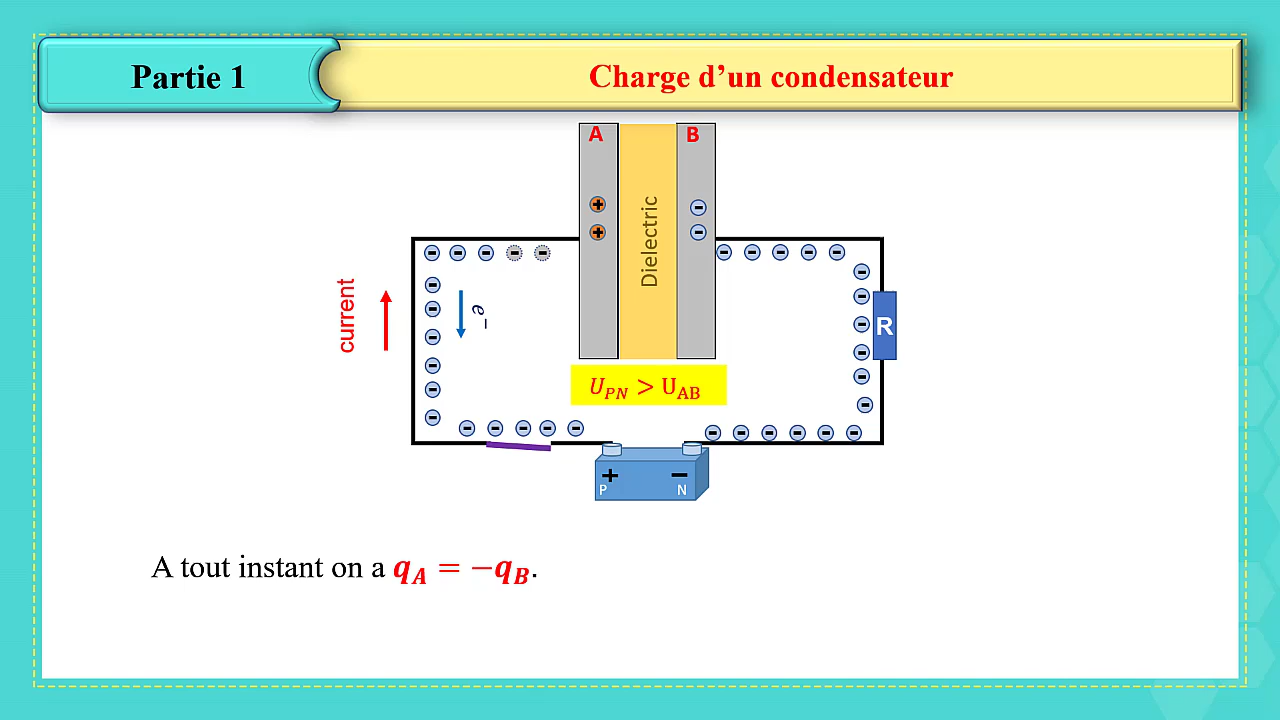 Partie 1
Charge d’un condensateur
A
B
Dielectric
current
e⁻
R
U_PN > U_AB
+
−
P
N
A tout instant on a q_A = −q_B.